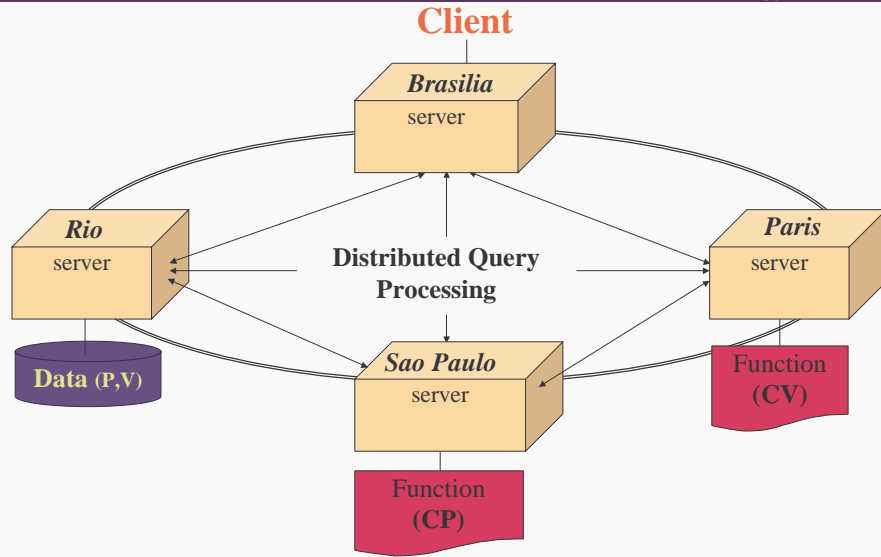 Client
Brasilia
server
Rio
server
Paris
server
Distributed Query
Processing
Sao Paulo
server
Data (P,V)
Function
(CV)
Function
(CP)